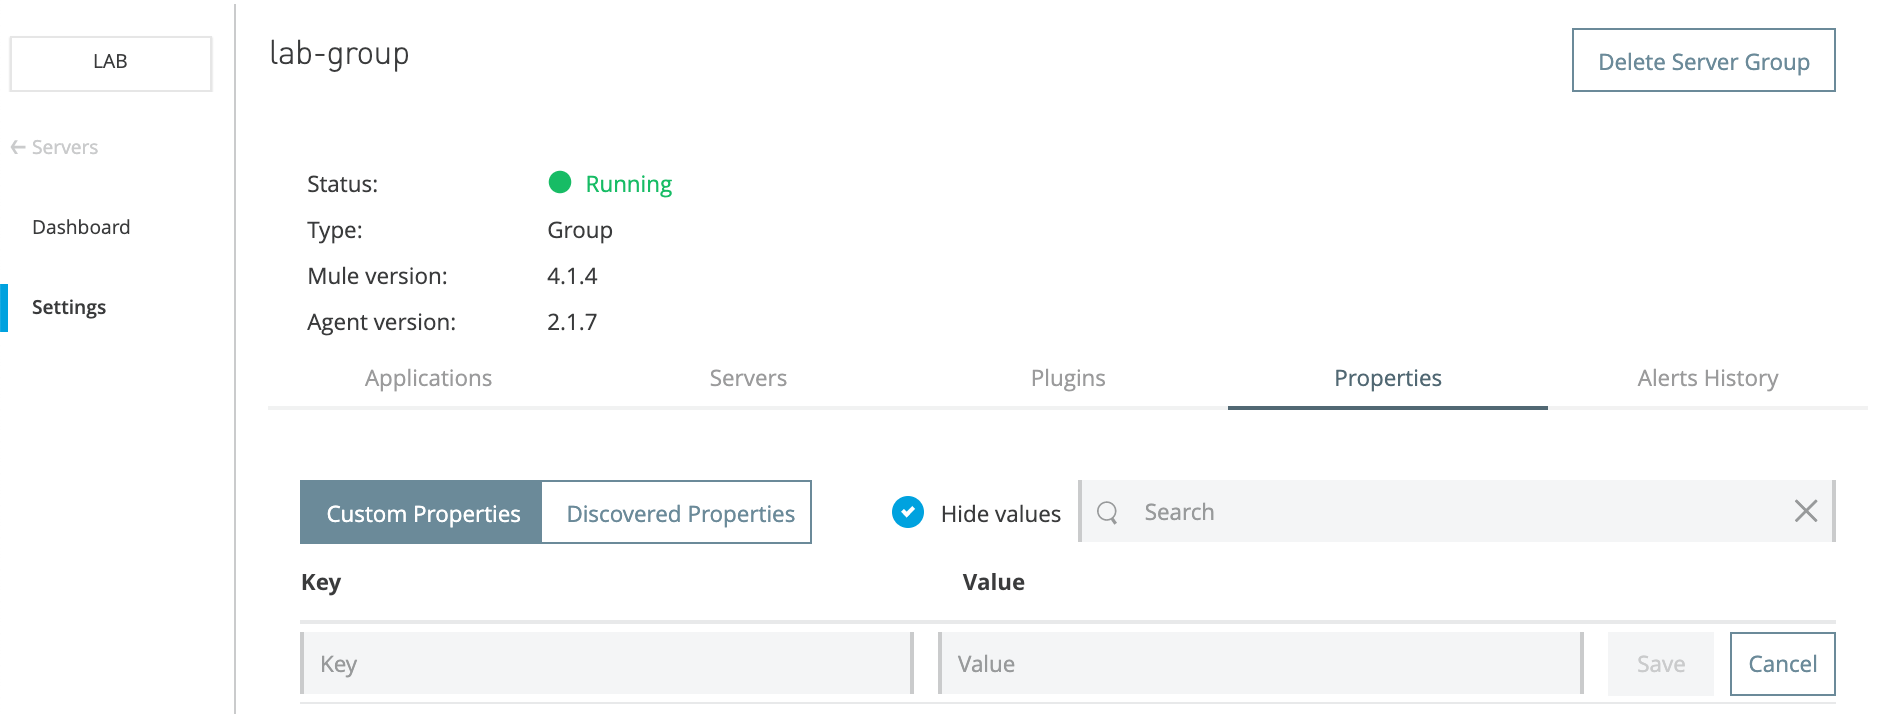 LAB
← Servers
Dashboard
Settings
lab-group
Delete Server Group
Status: Running
Type: Group
Mule version: 4.1.4
Agent version: 2.1.7
Applications Servers Plugins Properties Alerts History
Custom Properties Discovered Properties Hide values Search
Key Value
Key Value Save Cancel